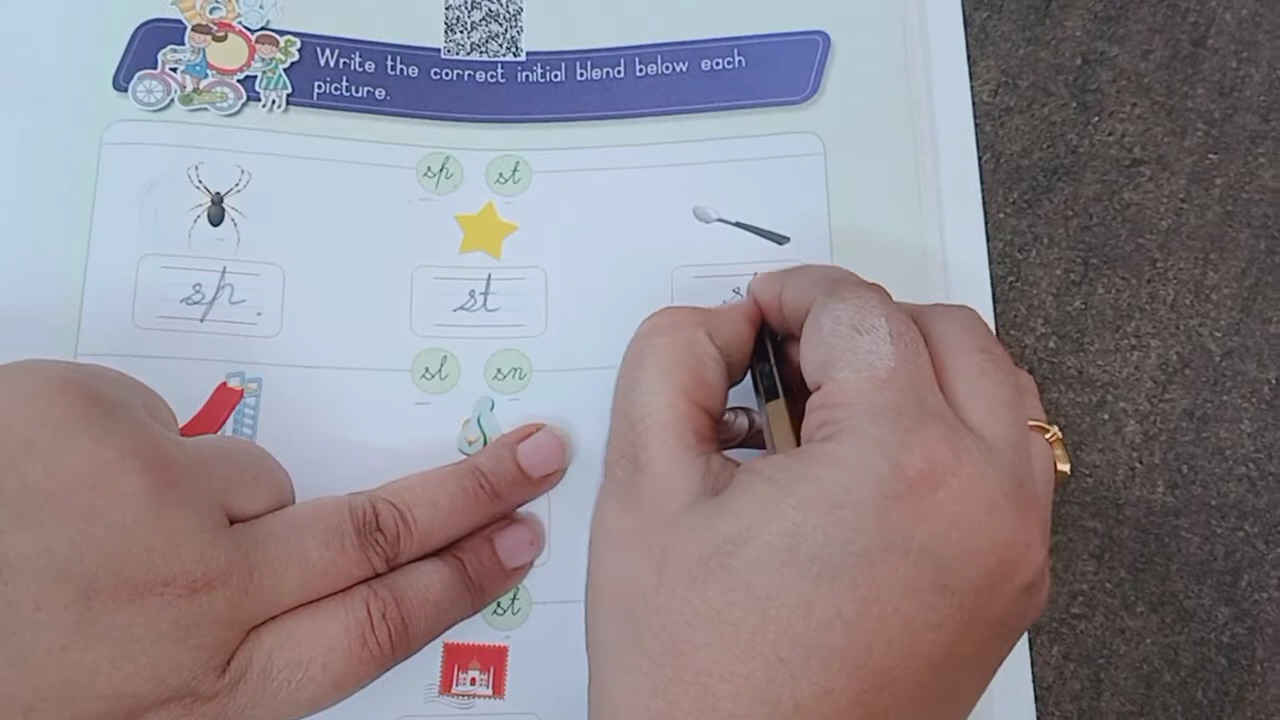 Write the correct initial blend below each
picture.
sp st
sp. st
sl sn
st